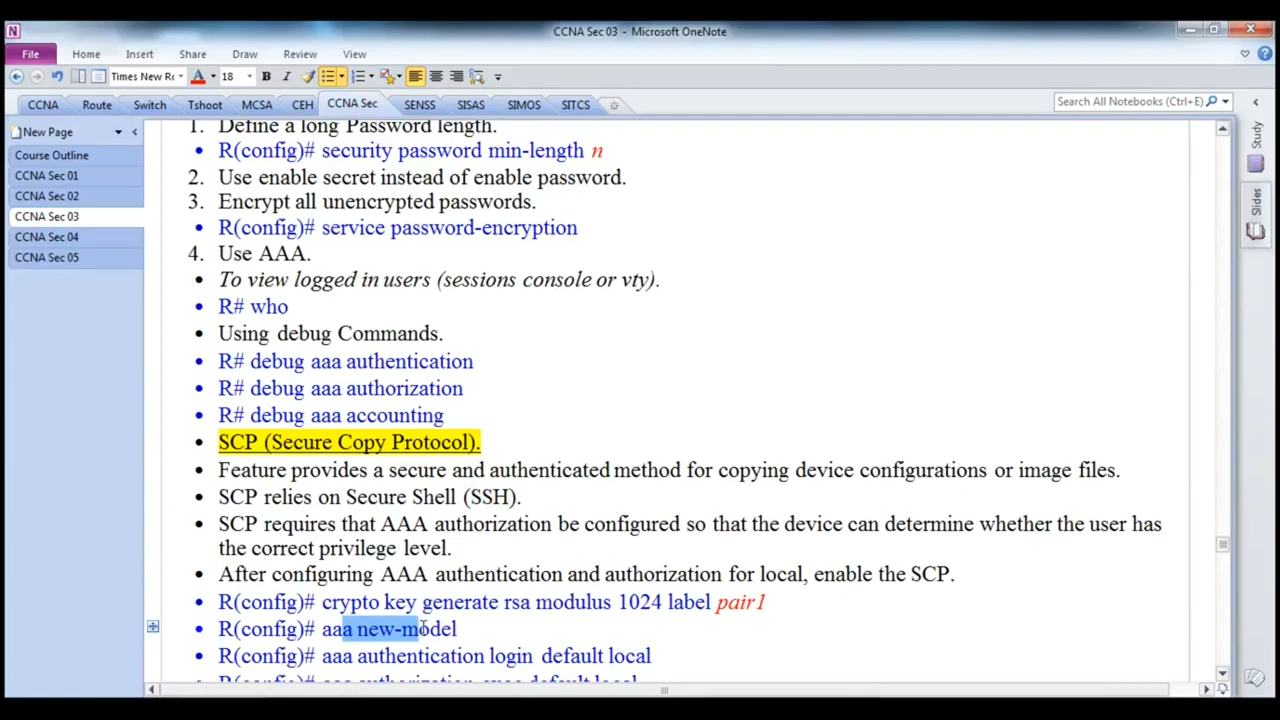 CCNA Sec 03 - Microsoft OneNote
File Home Insert Share Draw Review View
Times New Rc 18 B I
CCNA Route Switch Tshoot MCSA CEH CCNA Sec SENSS SISAS SIMOS SITCS
Search All Notebooks (Ctrl+E)
New Page
Course Outline
CCNA Sec 01
CCNA Sec 02
CCNA Sec 03
CCNA Sec 04
CCNA Sec 05
1. Define a long Password length.
• R(config)# security password min-length n
2. Use enable secret instead of enable password.
3. Encrypt all unencrypted passwords.
• R(config)# service password-encryption
4. Use AAA.
• To view logged in users (sessions console or vty).
• R# who
• Using debug Commands.
• R# debug aaa authentication
• R# debug aaa authorization
• R# debug aaa accounting
• SCP (Secure Copy Protocol).
• Feature provides a secure and authenticated method for copying device configurations or image files.
• SCP relies on Secure Shell (SSH).
• SCP requires that AAA authorization be configured so that the device can determine whether the user has
the correct privilege level.
• After configuring AAA authentication and authorization for local, enable the SCP.
• R(config)# crypto key generate rsa modulus 1024 label pair1
• R(config)# aaa new-model
• R(config)# aaa authentication login default local
• R(config)# aaa authorization exec default local
Study
Slides